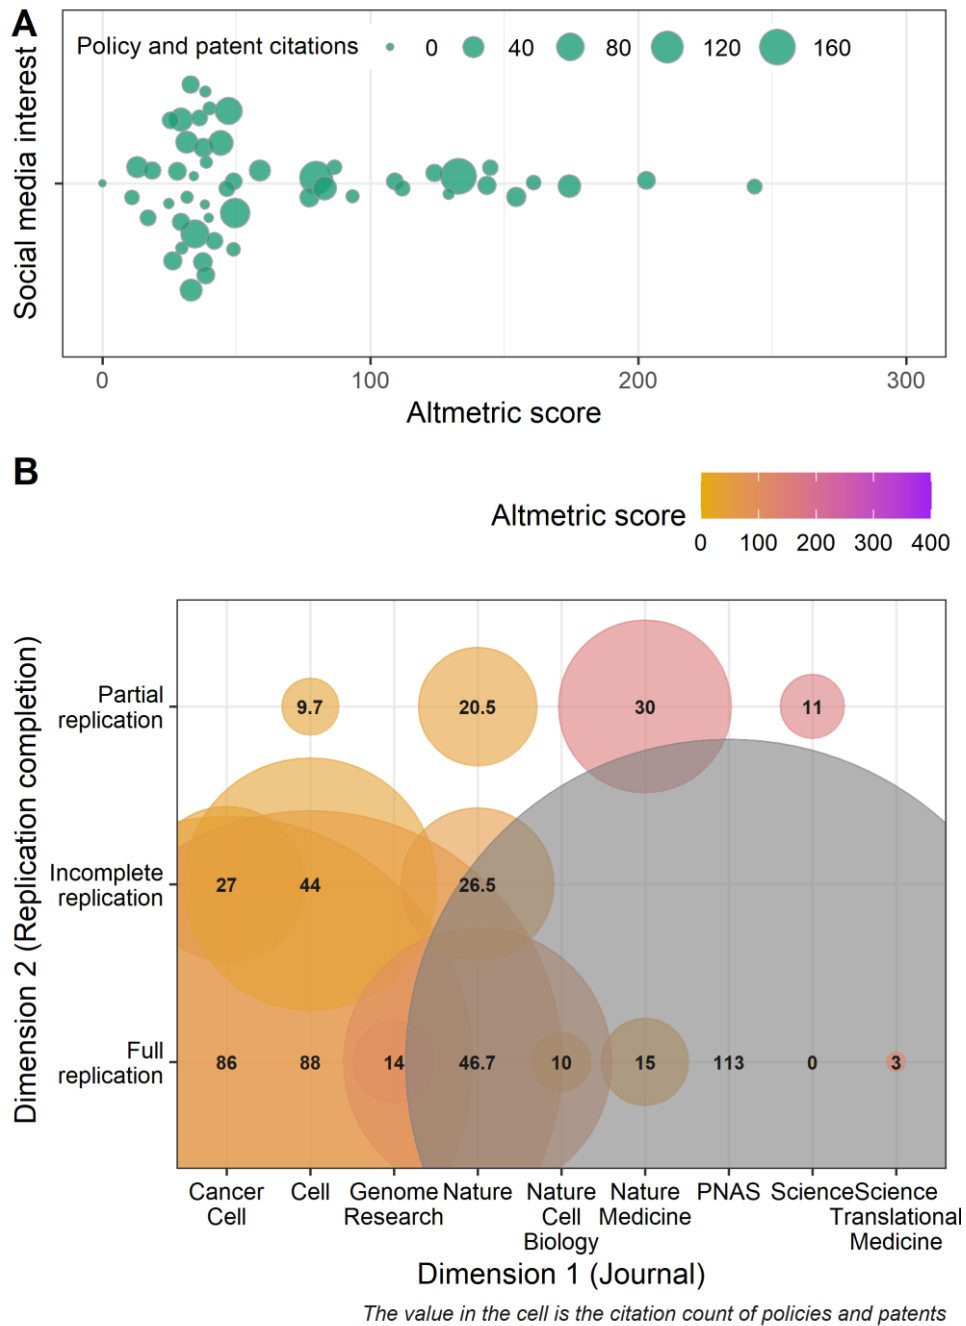 A
Policy and patent citations 0 40 80 120 160
Social media interest
0 100 200 300
Altmetric score
B
Altmetric score
0 100 200 300 400
Dimension 2 (Replication completion)
Partial
replication
9.7 20.5 30 11
Incomplete
replication
27 44 26.5
Full
replication
86 88 14 46.7 10 15 113 0 3
Cancer
Cell
Cell
Genome
Research
Nature
Nature
Cell
Biology
Nature
Medicine
PNAS
Science
Science
Translational
Medicine
Dimension 1 (Journal)
The value in the cell is the citation count of policies and patents